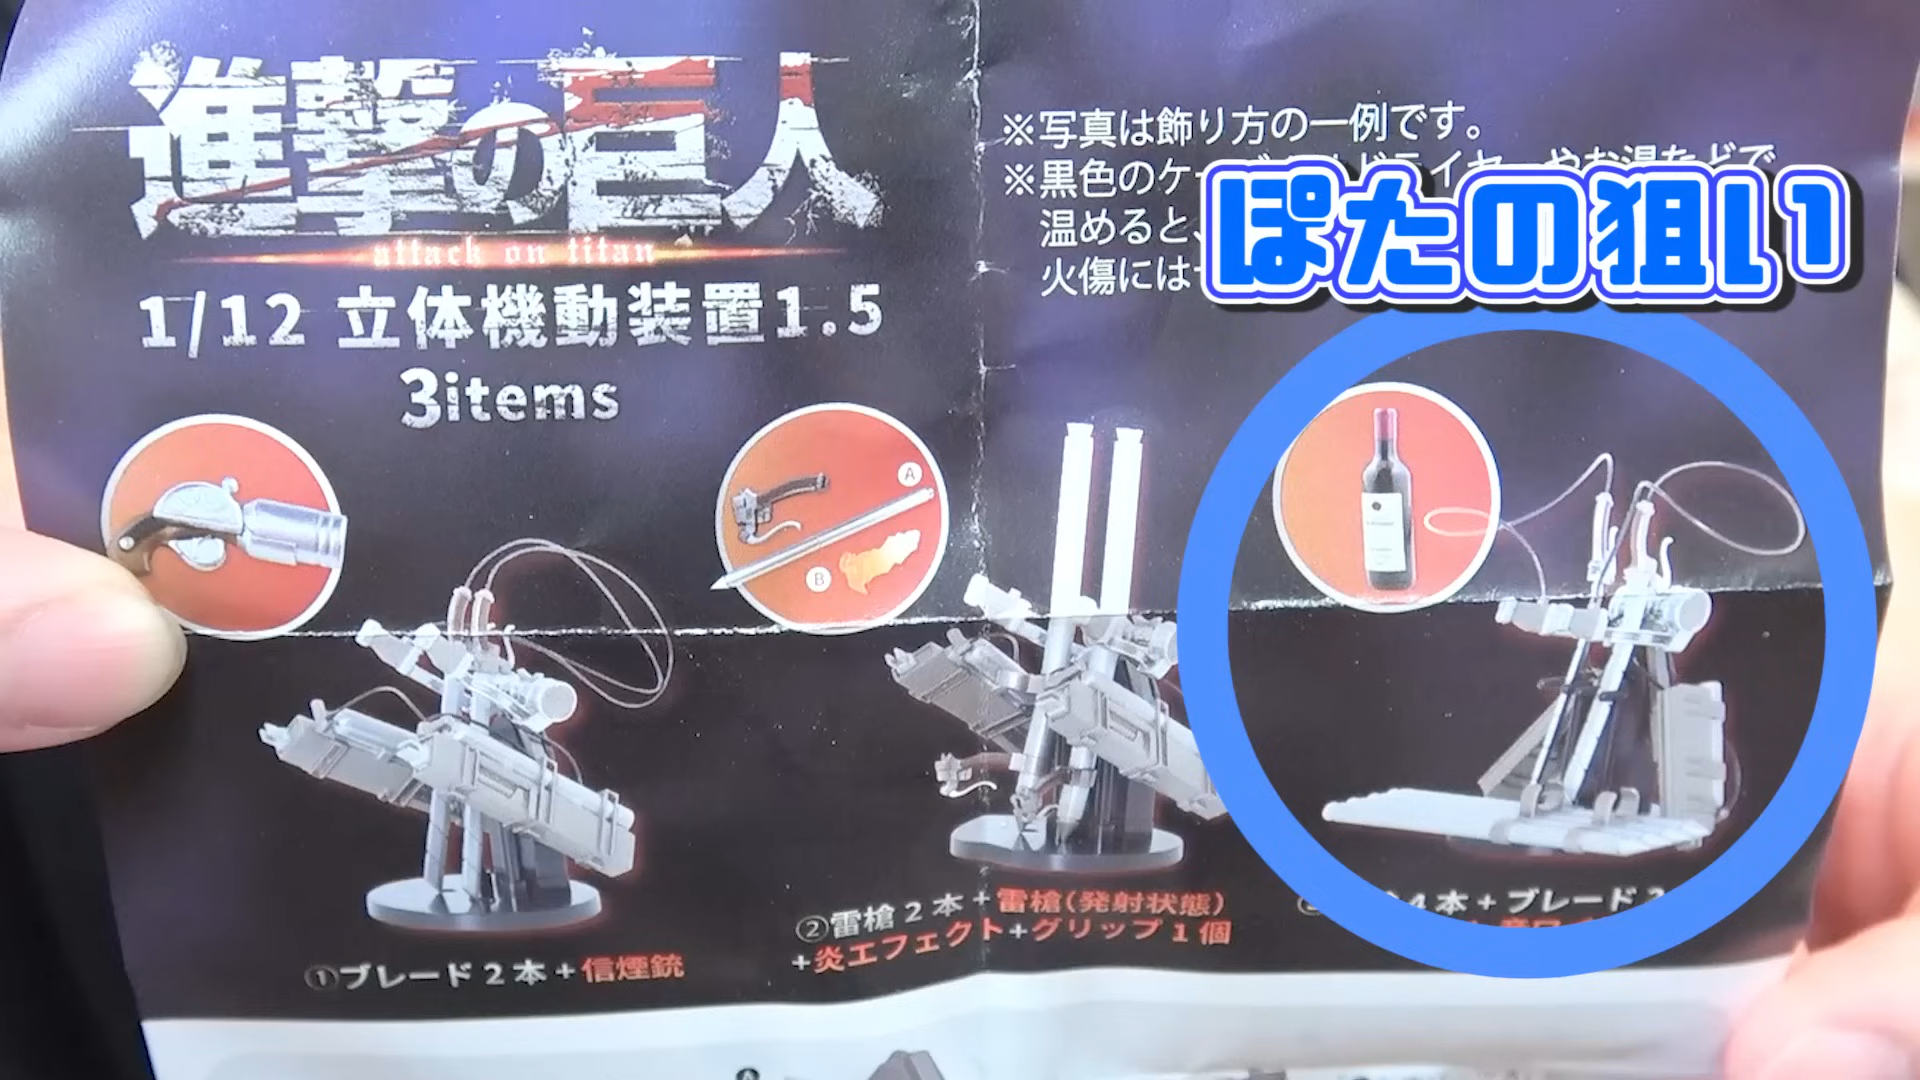 進撃の巨人
attack on titan
1/12 立体機動装置1.5
3items
※写真は飾り方の一例です。
※黒色のケー
温めると、
火傷には
ぽたの狙い
A
B
①ブレード2本+信煙銃
②雷槍2本+雷槍(発射状態)
+炎エフェクト+グリップ1個
4本+ブレード
A